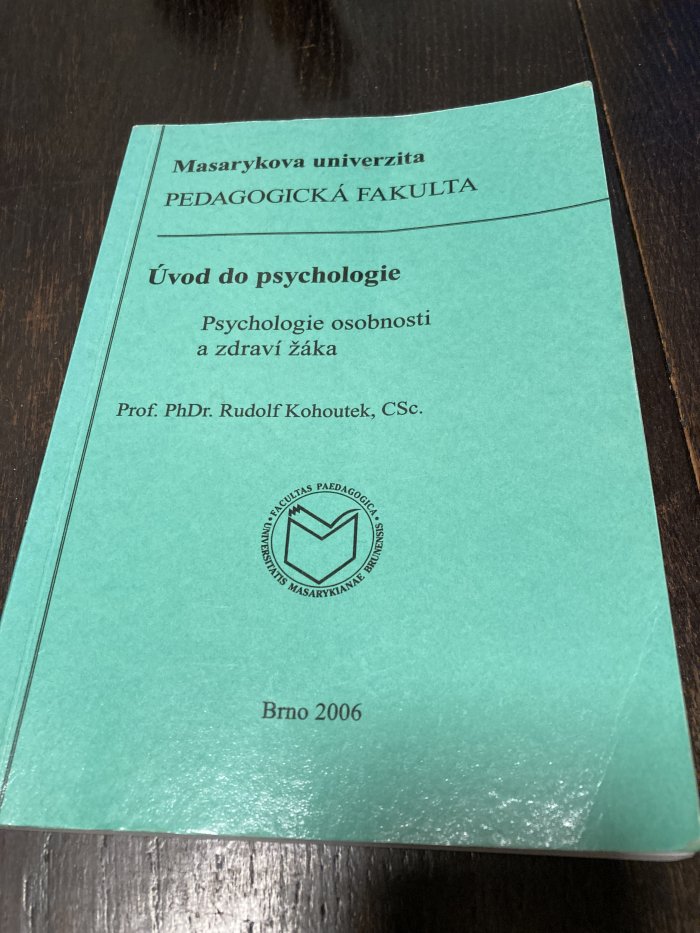 Masarykova univerzita
PEDAGOGICKÁ FAKULTA
Úvod do psychologie
Psychologie osobnosti
a zdraví žáka
Prof. PhDr. Rudolf Kohoutek, CSc.
• FACULTAS PAEDAGOGICA •
UNIVERSITATIS MASARYKIANAE BRUNENSIS
Brno 2006